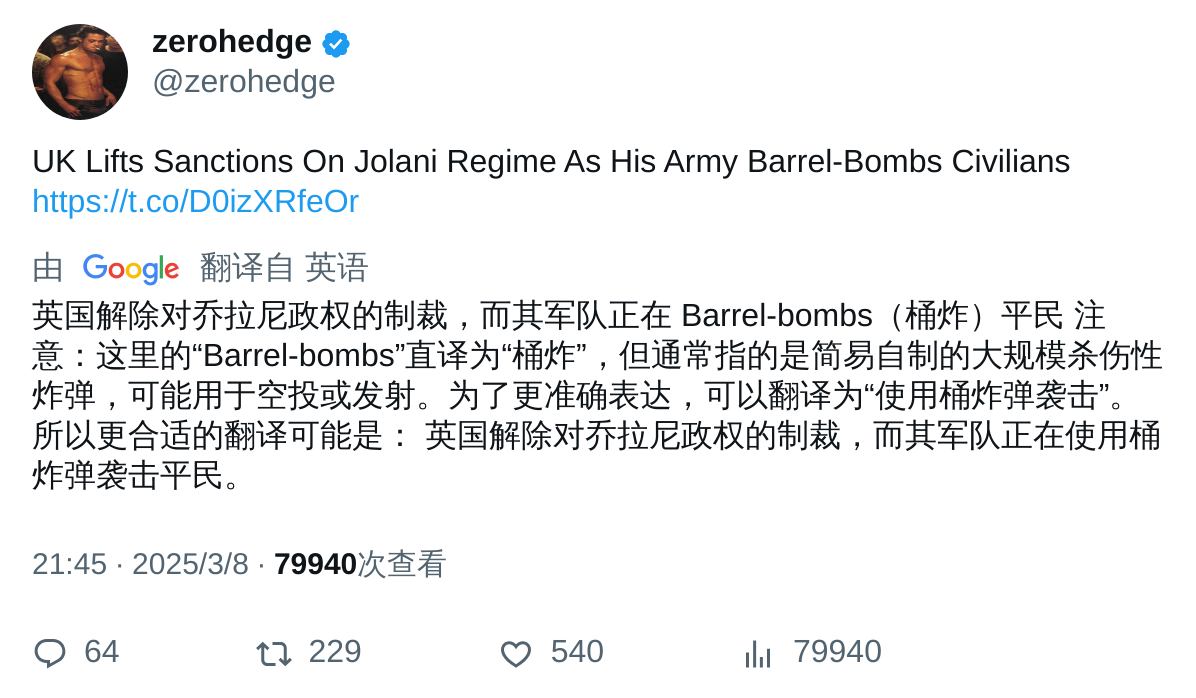 zerohedge
@zerohedge
UK Lifts Sanctions On Jolani Regime As His Army Barrel-Bombs Civilians
https://t.co/D0izXRfeOr
由 Google 翻译自 英语
英国解除对乔拉尼政权的制裁，而其军队正在 Barrel-bombs（桶炸）平民 注
意：这里的“Barrel-bombs”直译为“桶炸”，但通常指的是简易自制的大规模杀伤性
炸弹，可能用于空投或发射。为了更准确表达，可以翻译为“使用桶炸弹袭击”。
所以更合适的翻译可能是： 英国解除对乔拉尼政权的制裁，而其军队正在使用桶
炸弹袭击平民。
21:45 · 2025/3/8 · 79940次查看
64 229 540 79940